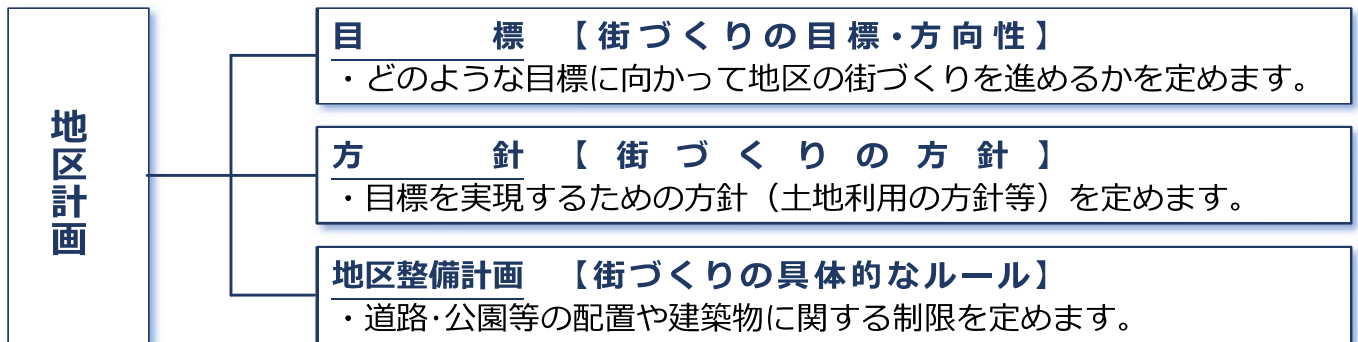 地区計画
目標 【街づくりの目標・方向性】
・どのような目標に向かって地区の街づくりを進めるかを定めます。
方針 【街づくりの方針】
・目標を実現するための方針（土地利用の方針等）を定めます。
地区整備計画 【街づくりの具体的なルール】
・道路・公園等の配置や建築物に関する制限を定めます。